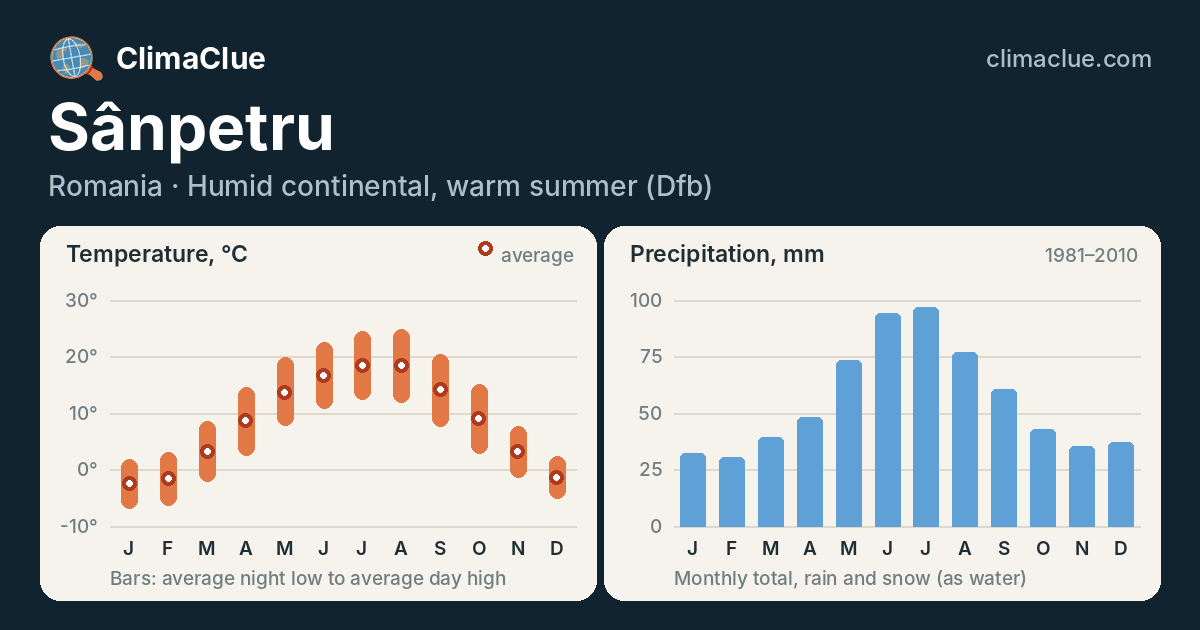 ClimaClue
climaclue.com
Sânpetru
Romania · Humid continental, warm summer (Dfb)
Temperature, °C
average
30°
20°
10°
0°
-10°
J F M A M J J A S O N D
Bars: average night low to average day high
Precipitation, mm
1981–2010
100
75
50
25
0
J F M A M J J A S O N D
Monthly total, rain and snow (as water)